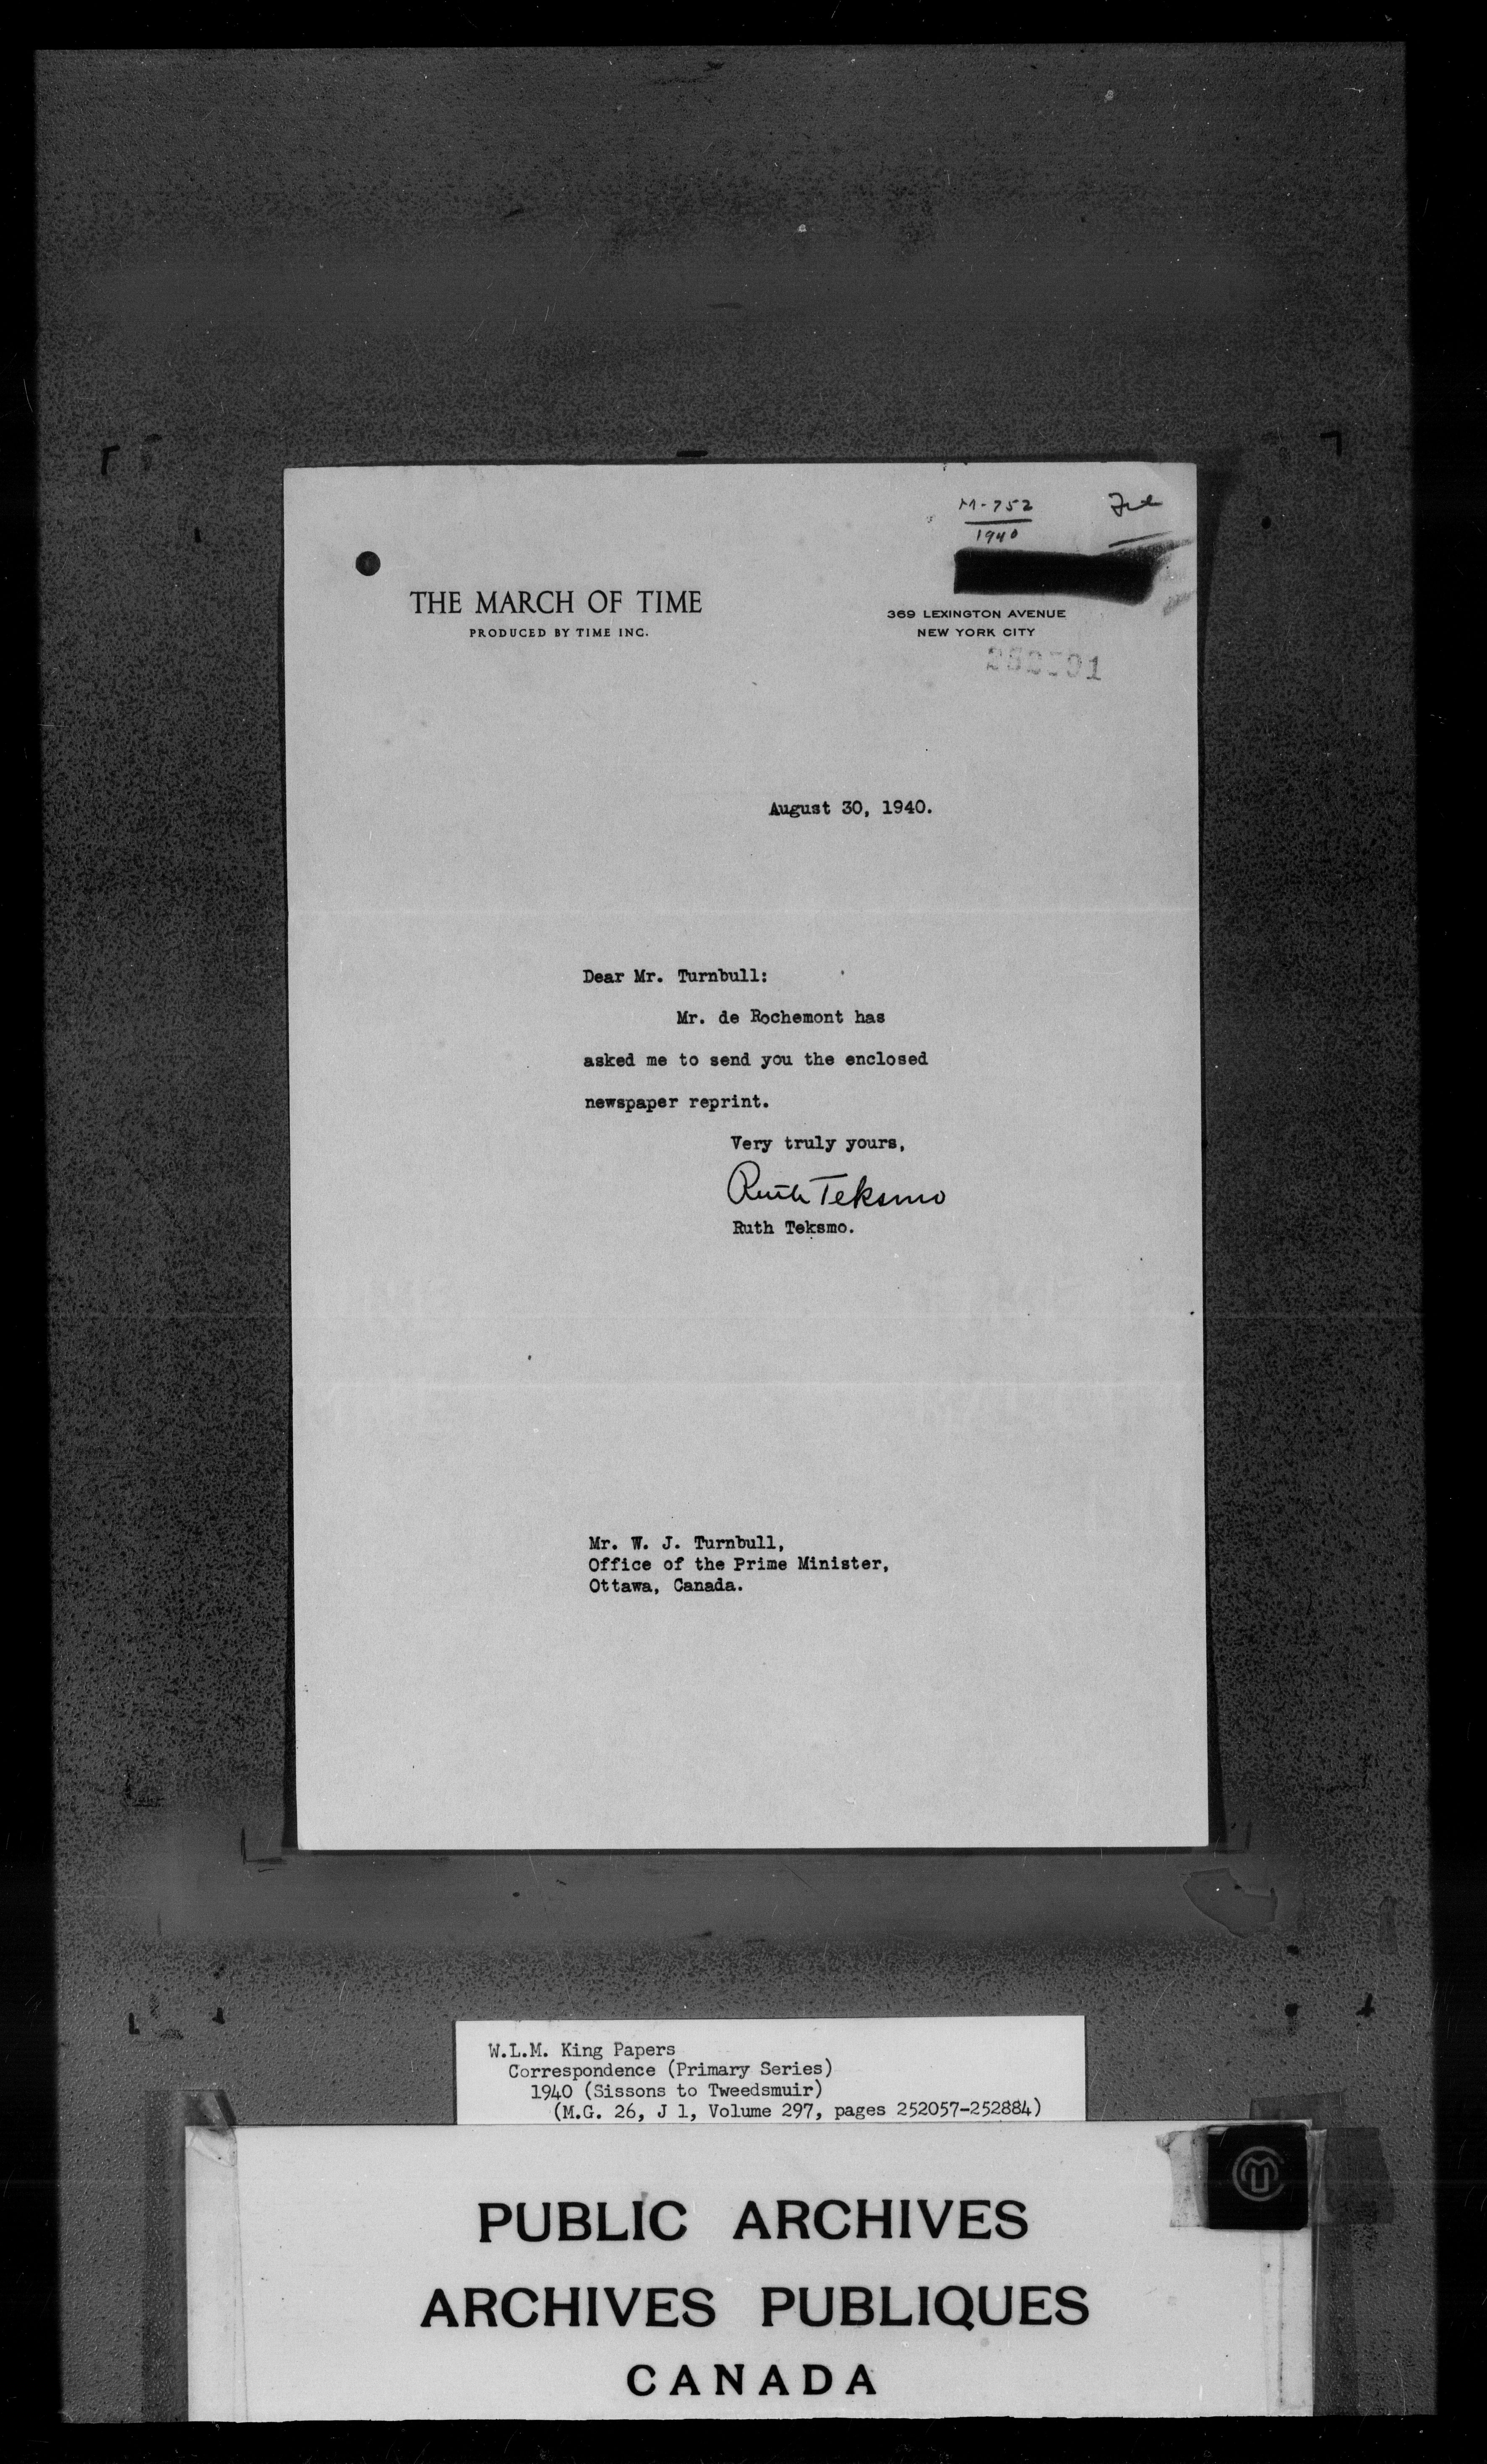 M-752
1940
THE MARCH OF TIME
PRODUCED BY TIME INC.
369 LEXINGTON AVENUE
NEW YORK CITY
August 30, 1940.
Dear Mr. Turnbull:
Mr. de Rochemont has
asked me to send you the enclosed
newspaper reprint.
Very truly yours,
Ruth Teksmo
Ruth Teksmo.
Mr. W. J. Turnbull,
Office of the Prime Minister,
Ottawa, Canada.
W.L.M. King Papers
Correspondence (Primary Series)
1940 (Sissons to Tweedsmuir)
(M.G. 26, J 1, Volume 297, pages 252057-252884)
PUBLIC ARCHIVES
ARCHIVES PUBLIQUES
CANADA